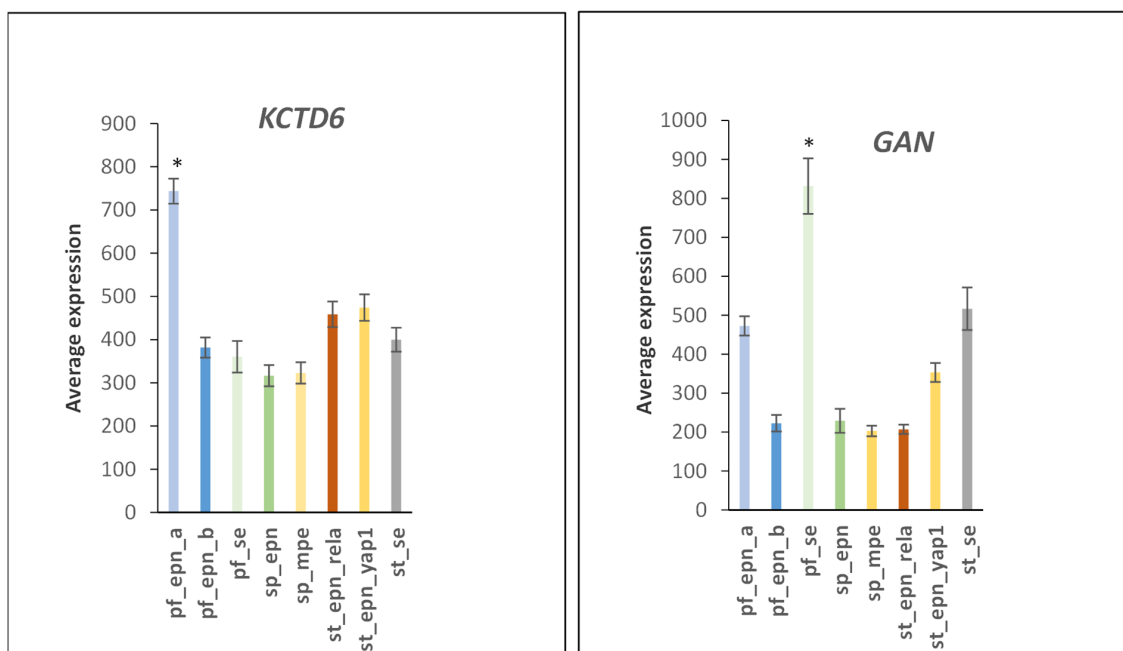 KCTD6
900
800
700
600
500
400
300
200
100
0
*
Average expression
pf_epn_a
pf_epn_b
pf_se
sp_epn
sp_mpe
st_epn_rela
st_epn_yap1
st_se
GAN
1000
900
800
700
600
500
400
300
200
100
0
*
Average expression
pf_epn_a
pf_epn_b
pf_se
sp_epn
sp_mpe
st_epn_rela
st_epn_yap1
st_se